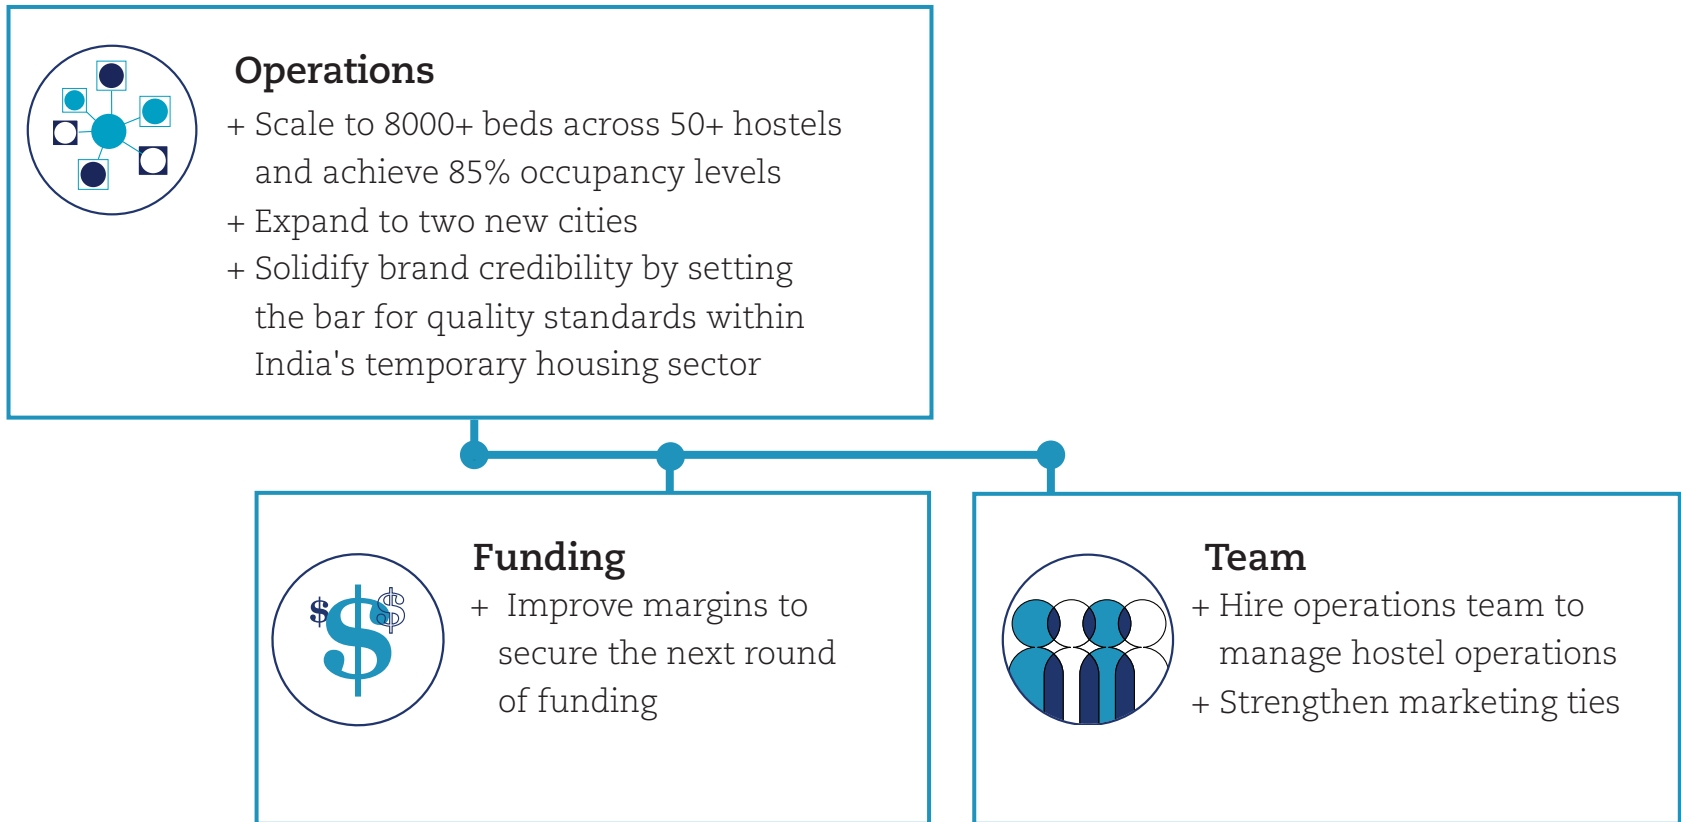 Operations
+ Scale to 8000+ beds across 50+ hostels
and achieve 85% occupancy levels
+ Expand to two new cities
+ Solidify brand credibility by setting
the bar for quality standards within
India's temporary housing sector
$ $ $
Funding
+ Improve margins to
secure the next round
of funding
Team
+ Hire operations team to
manage hostel operations
+ Strengthen marketing ties